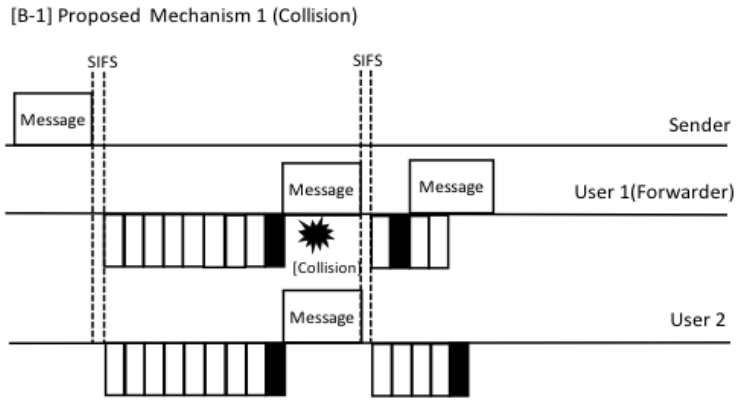 [B-1] Proposed Mechanism 1 (Collision)
SIFS
SIFS
Message
Sender
Message
Message
User 1(Forwarder)
[Collision]
Message
User 2